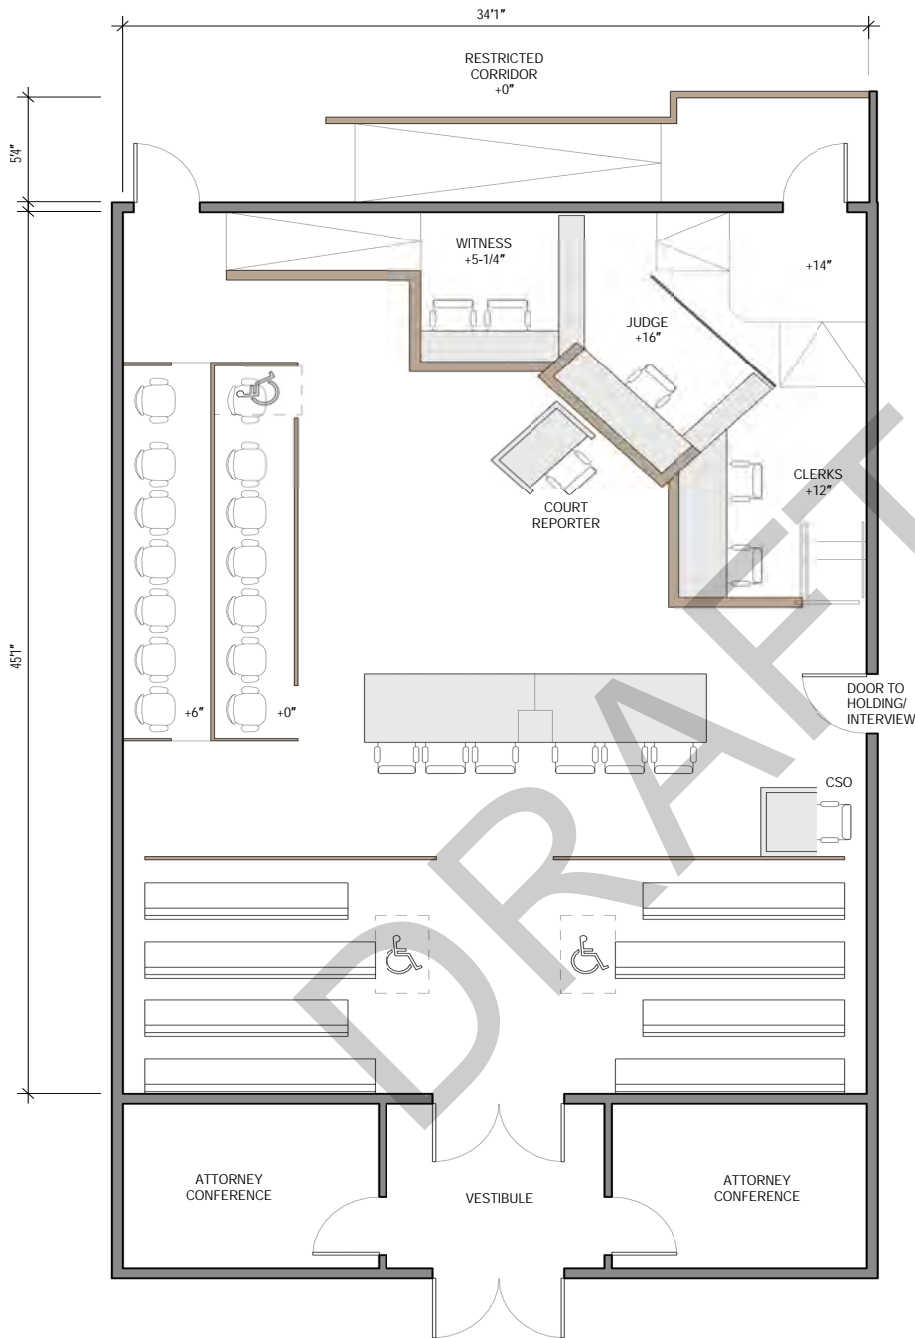 34'1"
RESTRICTED
CORRIDOR
+0"
5'4"
WITNESS
+5-1/4"
+14"
JUDGE
+16"
CLERKS
+12"
COURT
REPORTER
45'1"
+6"
+0"
DOOR TO
HOLDING/
INTERVIEW
CSO
DRAFT
ATTORNEY
CONFERENCE
VESTIBULE
ATTORNEY
CONFERENCE